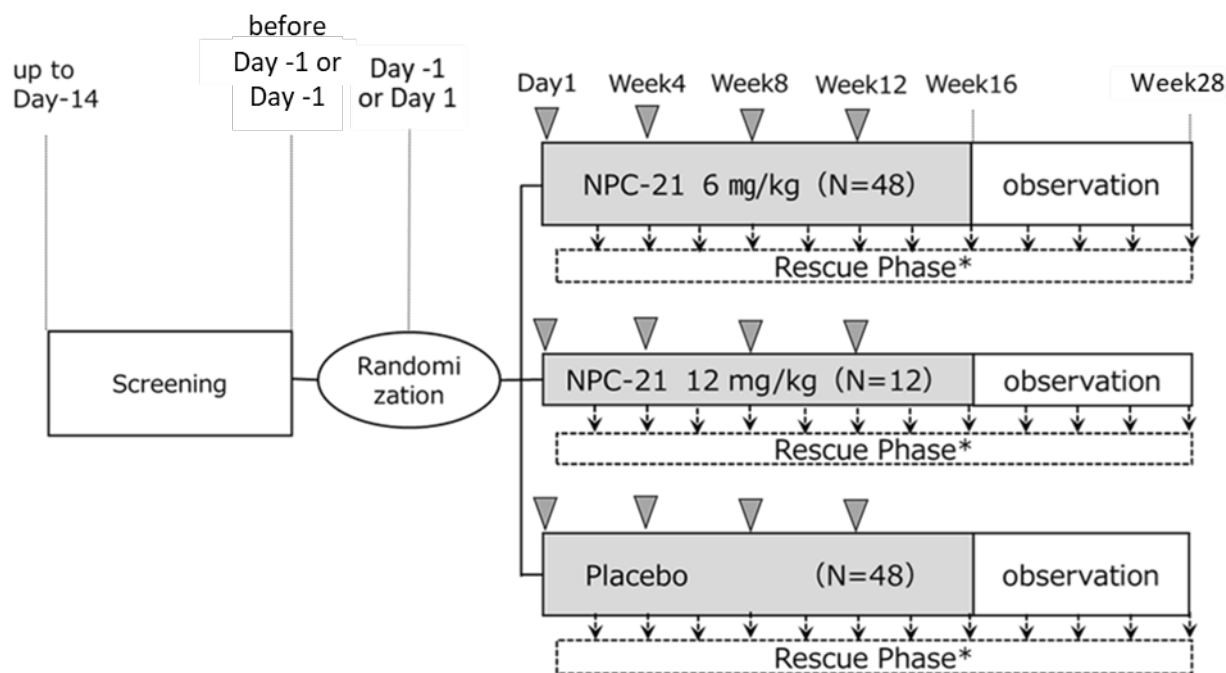 up to
Day-14
before
Day -1 or
Day -1
Day -1
or Day 1
Day1
Week4
Week8
Week12
Week16
Week28
Screening
Randomi
zation
NPC-21 6 mg/kg (N=48)
observation
Rescue Phase*
NPC-21 12 mg/kg (N=12)
observation
Rescue Phase*
Placebo (N=48)
observation
Rescue Phase*